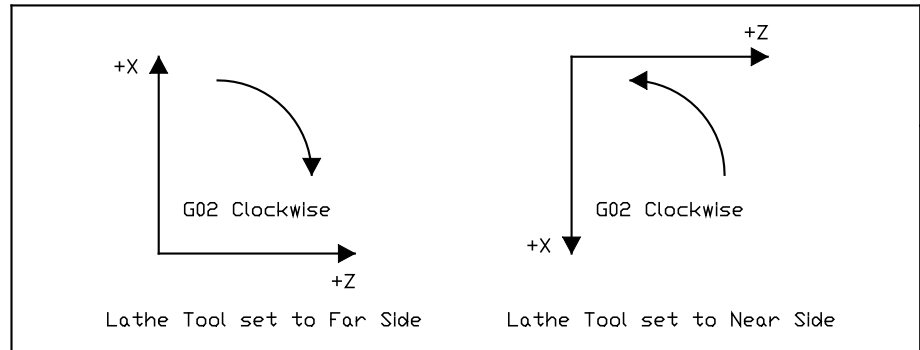 +X
G02 Clockwise
+Z
Lathe Tool set to Far Side
+Z
G02 Clockwise
+X
Lathe Tool set to Near Side